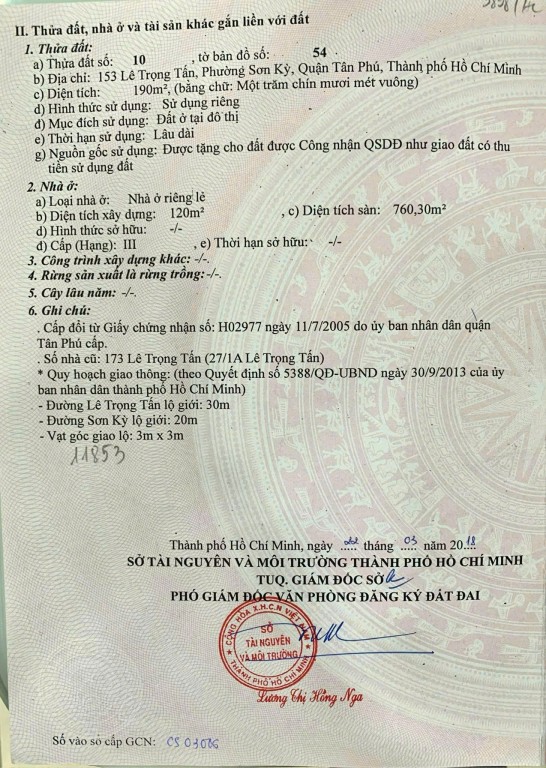 II. Thửa đất, nhà ở và tài sản khác gắn liền với đất
1. Thửa đất:
a) Thửa đất số: 10 , tờ bản đồ số: 54
b) Địa chỉ: 153 Lê Trọng Tấn, Phường Sơn Kỳ, Quận Tân Phú, Thành phố Hồ Chí Minh
c) Diện tích: 190m², (bằng chữ: Một trăm chín mươi mét vuông)
d) Hình thức sử dụng: Sử dụng riêng
đ) Mục đích sử dụng: Đất ở tại đô thị
e) Thời hạn sử dụng: Lâu dài
g) Nguồn gốc sử dụng: Được tặng cho đất được Công nhận QSDĐ như giao đất có thu
tiền sử dụng đất
2. Nhà ở:
a) Loại nhà ở: Nhà ở riêng lẻ
b) Diện tích xây dựng: 120m² , c) Diện tích sàn: 760,30m²
d) Hình thức sở hữu: -/-
đ) Cấp (Hạng): III , e) Thời hạn sở hữu: -/-
3. Công trình xây dựng khác: -/-.
4. Rừng sản xuất là rừng trồng: -/-.
5. Cây lâu năm: -/-.
6. Ghi chú:
. Cấp đổi từ Giấy chứng nhận số: H02977 ngày 11/7/2005 do ủy ban nhân dân quận
Tân Phú cấp.
. Số nhà cũ: 173 Lê Trọng Tấn (27/1A Lê Trọng Tấn)
* Quy hoạch giao thông: (theo Quyết định số 5388/QĐ-UBND ngày 30/9/2013 của ủy
ban nhân dân thành phố Hồ Chí Minh)
- Đường Lê Trọng Tấn lộ giới: 30m
- Đường Sơn Kỳ lộ giới: 20m
- Vạt góc giao lộ: 3m x 3m
11853
Thành phố Hồ Chí Minh, ngày ..... tháng .03. năm 2018
SỞ TÀI NGUYÊN VÀ MÔI TRƯỜNG THÀNH PHỐ HỒ CHÍ MINH
TUQ. GIÁM ĐỐC SỞ
PHÓ GIÁM ĐỐC VĂN PHÒNG ĐĂNG KÝ ĐẤT ĐAI
CỘNG HÒA X.H.C.N VIỆT NAM
SỞ
TÀI NGUYÊN
VÀ MÔI TRƯỜNG
THÀNH PHỐ HỒ CHÍ MINH
Lương Thị Hồng Nga
Số vào sổ cấp GCN: CS 03086